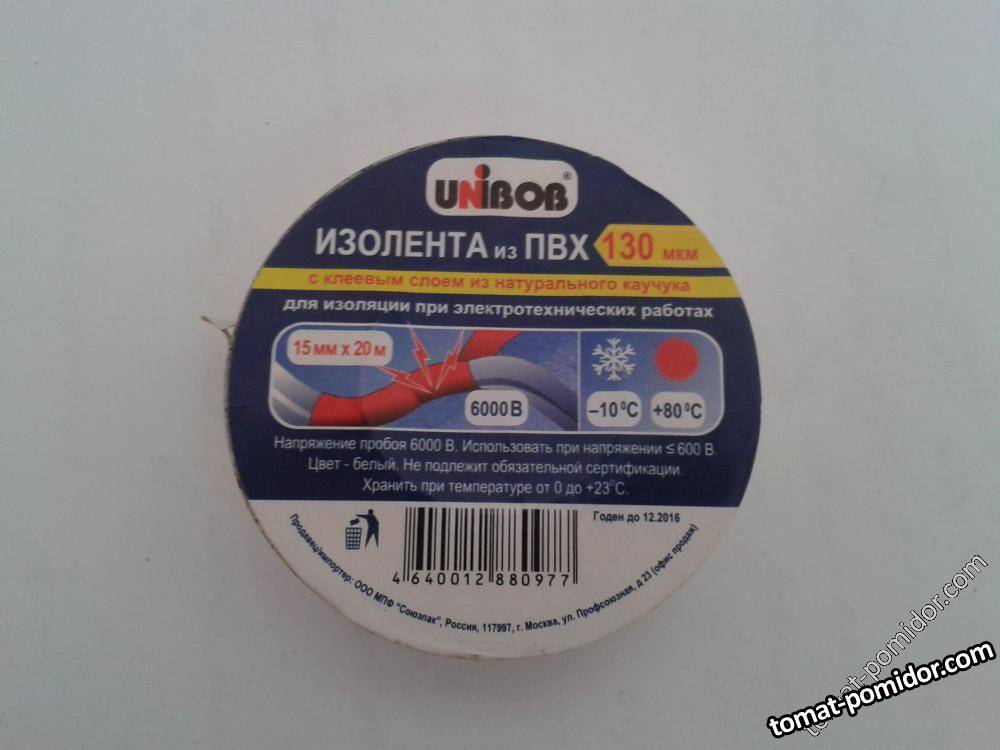 UNiBOB®
ИЗОЛЕНТА из ПВХ 130 мкм
с клеевым слоем из натурального каучука
для изоляции при электротехнических работах
15 мм x 20 м
6000 В
–10 °C
+80 °C
Напряжение пробоя 6000 В. Использовать при напряжении ≤ 600 В.
Цвет - белый. Не подлежит обязательной сертификации.
Хранить при температуре от 0 до +23°C.
Годен до 12.2016
4 640012 880977
Продавец/импортер: ООО МПФ "Союзпак", Россия, 117997, г. Москва, ул. Профсоюзная, д 23 (офис продаж)
tomat-pomidor.com
tomat-pomidor.com